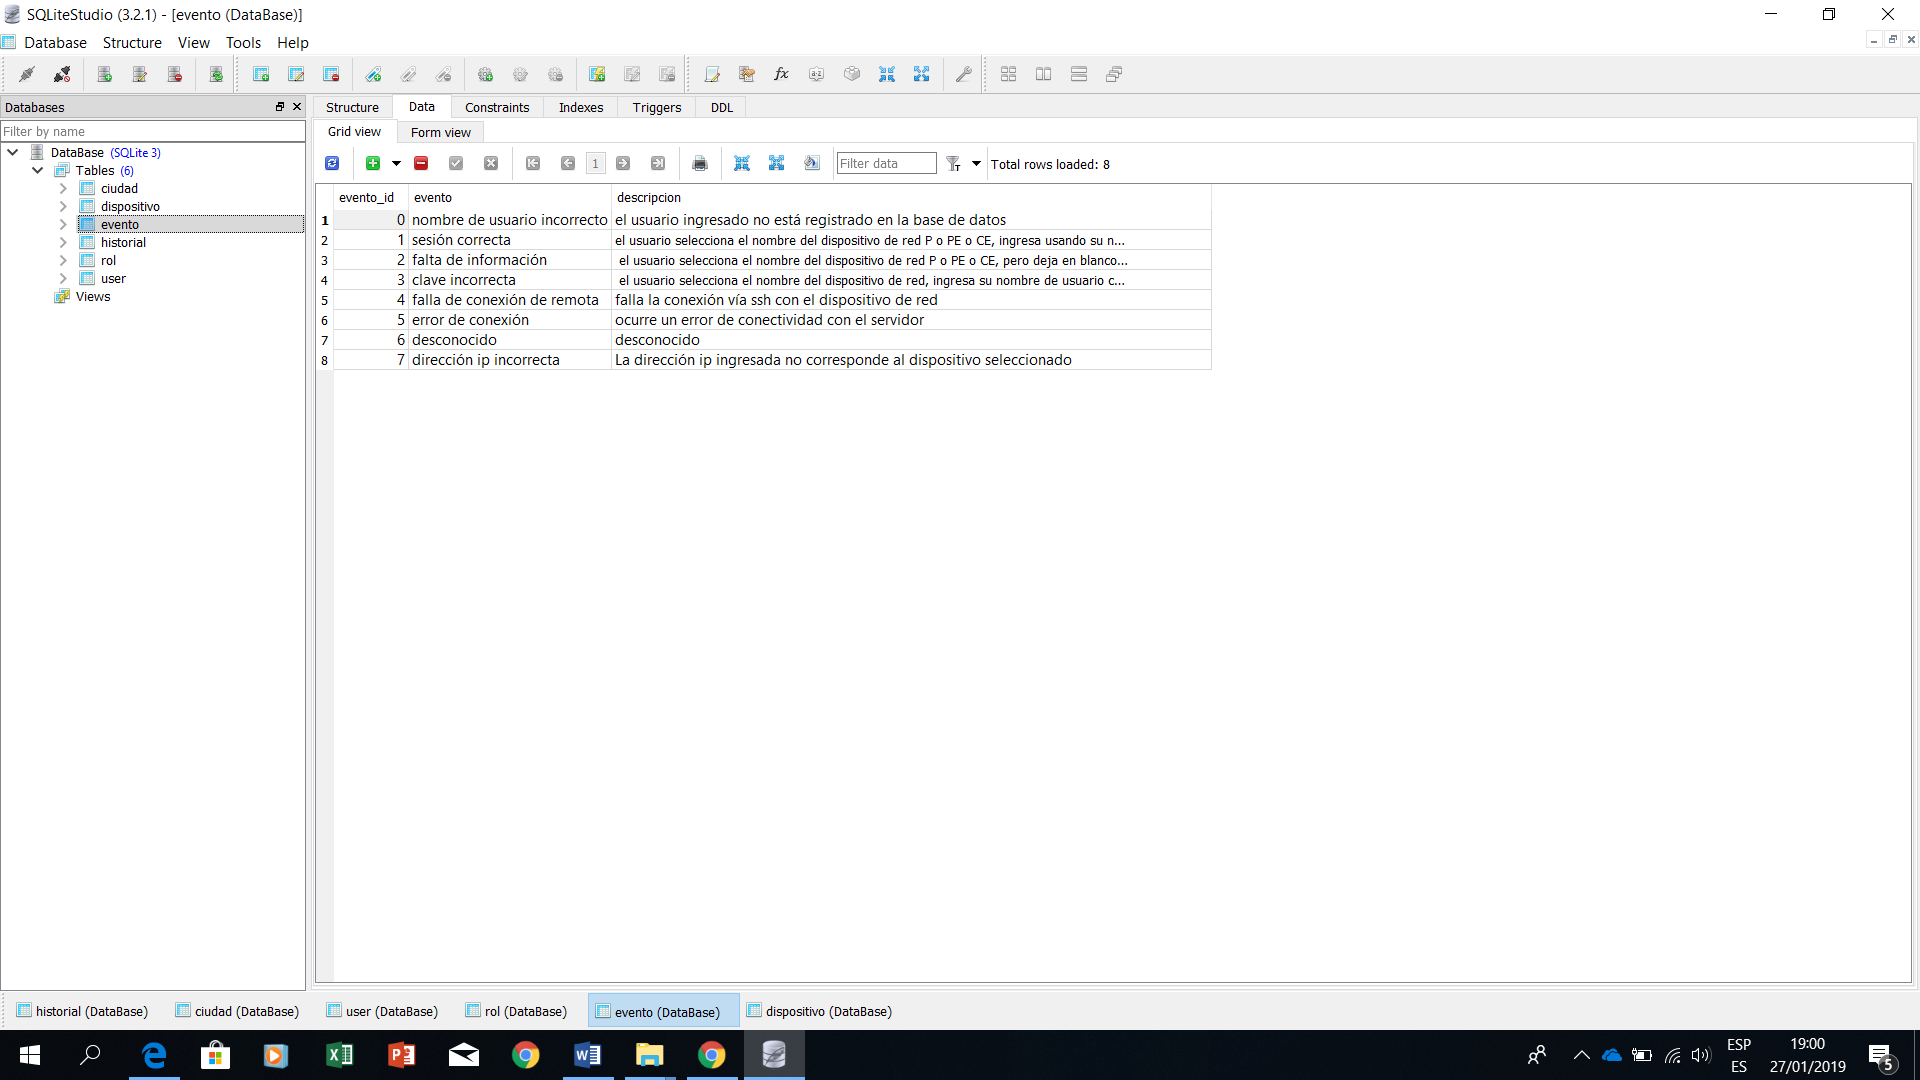 SQLiteStudio (3.2.1) - [evento (DataBase)]
Database Structure View Tools Help
Databases
Structure Data Constraints Indexes Triggers DDL
Filter by name
Grid view Form view
DataBase (SQLite 3)
Tables (6)
ciudad
dispositivo
evento
historial
rol
user
Views
1 Filter data Total rows loaded: 8
evento_id evento descripcion
1 0 nombre de usuario incorrecto el usuario ingresado no está registrado en la base de datos
2 1 sesión correcta el usuario selecciona el nombre del dispositivo de red P o PE o CE, ingresa usando su n...
3 2 falta de información el usuario selecciona el nombre del dispositivo de red P o PE o CE, pero deja en blanco...
4 3 clave incorrecta el usuario selecciona el nombre del dispositivo de red, ingresa su nombre de usuario c...
5 4 falla de conexión de remota falla la conexión vía ssh con el dispositivo de red
6 5 error de conexión ocurre un error de conectividad con el servidor
7 6 desconocido desconocido
8 7 dirección ip incorrecta La dirección ip ingresada no corresponde al dispositivo seleccionado
historial (DataBase) ciudad (DataBase) user (DataBase) rol (DataBase) evento (DataBase) dispositivo (DataBase)
ESP
ES
19:00
27/01/2019
5